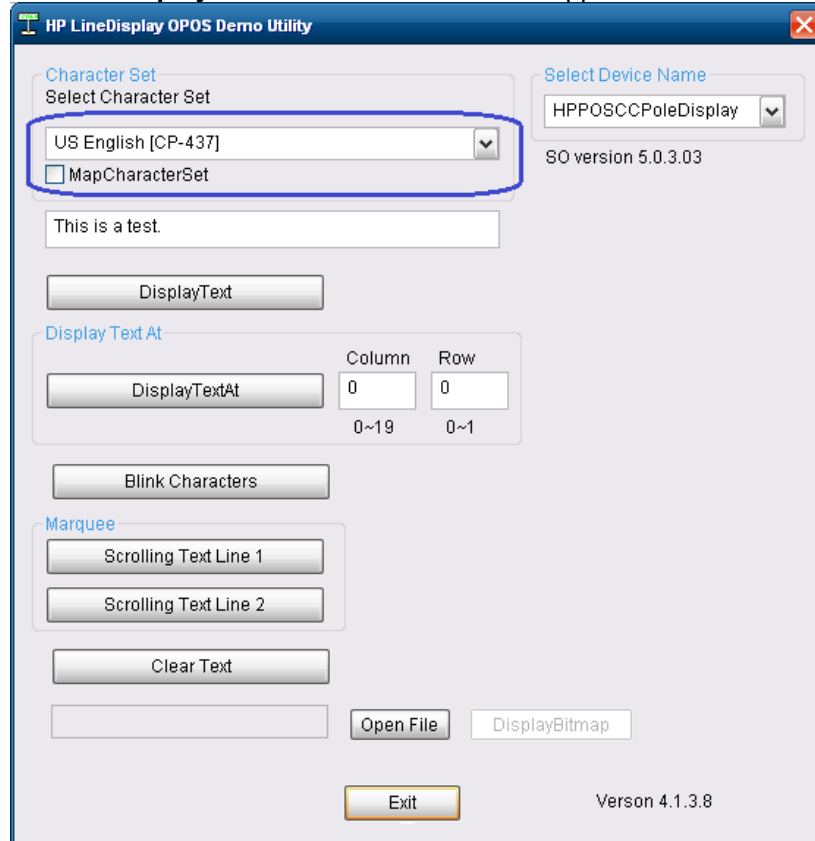 HP LineDisplay OPOS Demo Utility
Character Set
Select Character Set
US English [CP-437]
MapCharacterSet
Select Device Name
HPPOSCCPoleDisplay
SO version 5.0.3.03
This is a test.
DisplayText
Display Text At
Column Row
DisplayTextAt 0 0
0~19 0~1
Blink Characters
Marquee
Scrolling Text Line 1
Scrolling Text Line 2
Clear Text
Open File DisplayBitmap
Exit Verson 4.1.3.8